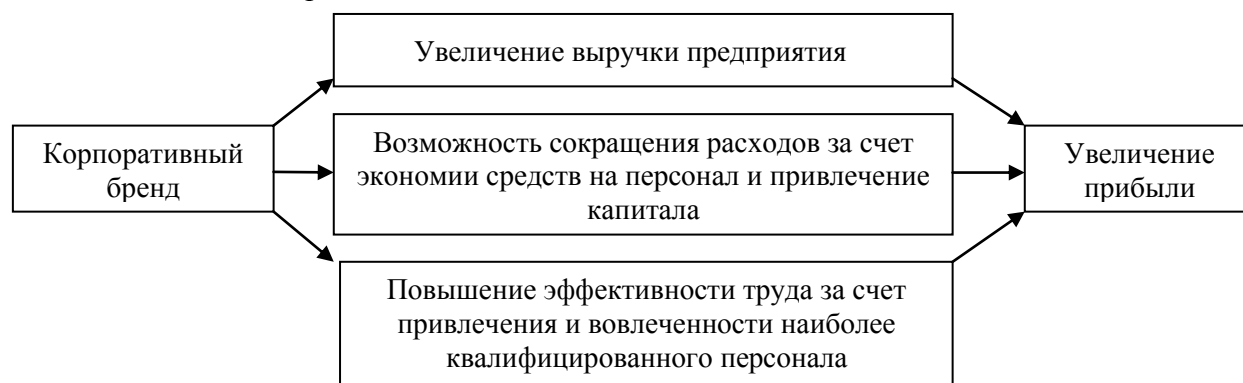 Увеличение выручки предприятия
Корпоративный
бренд
Возможность сокращения расходов за счет
экономии средств на персонал и привлечение
капитала
Повышение эффективности труда за счет
привлечения и вовлеченности наиболее
квалифицированного персонала
Увеличение
прибыли